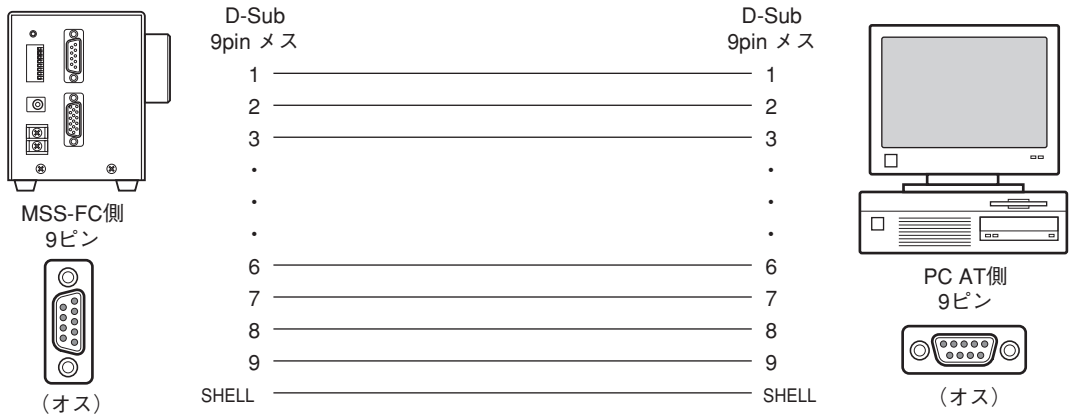 D-Sub
9pin メス
D-Sub
9pin メス
1 1
2 2
3 3
・ ・
・ ・
・ ・
6 6
7 7
8 8
9 9
SHELL SHELL
MSS-FC側
9ピン
(オス)
PC AT側
9ピン
(オス)